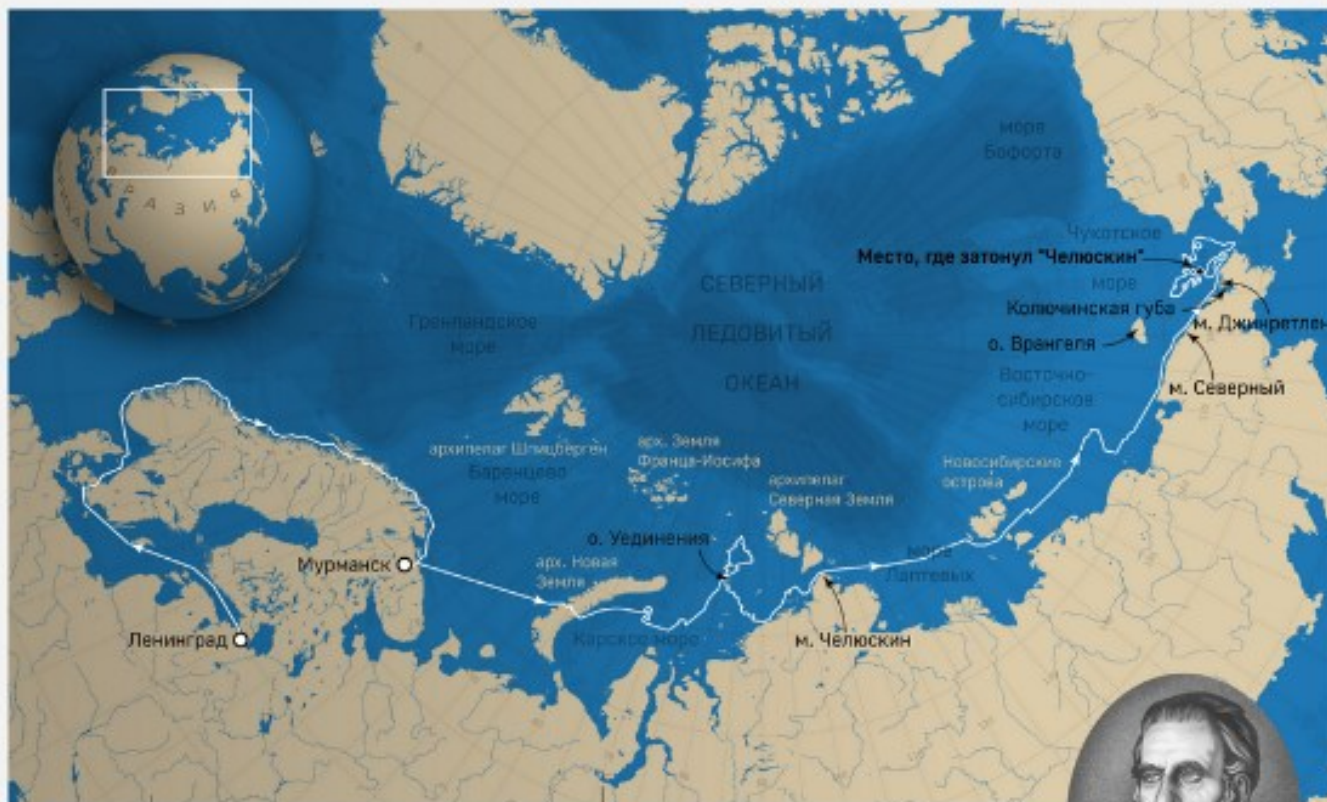 море
Бофорта
Чукотское
море
Место, где затонул "Челюскин"
Колючинская губа
м. Джинретлен
о. Врангеля
м. Северный
СЕВЕРНЫЙ
ЛЕДОВИТЫЙ
ОКЕАН
Гренландское
море
Восточно-
сибирское
море
архипелаг Шпицберген
Баренцево
море
арх. Земля
Франца-Иосифа
архипелаг
Северная Земля
Новосибирские
острова
о. Уединения
море
Лаптевых
Мурманск
арх. Новая
Земля
Ленинград
Карское море
м. Челюскин